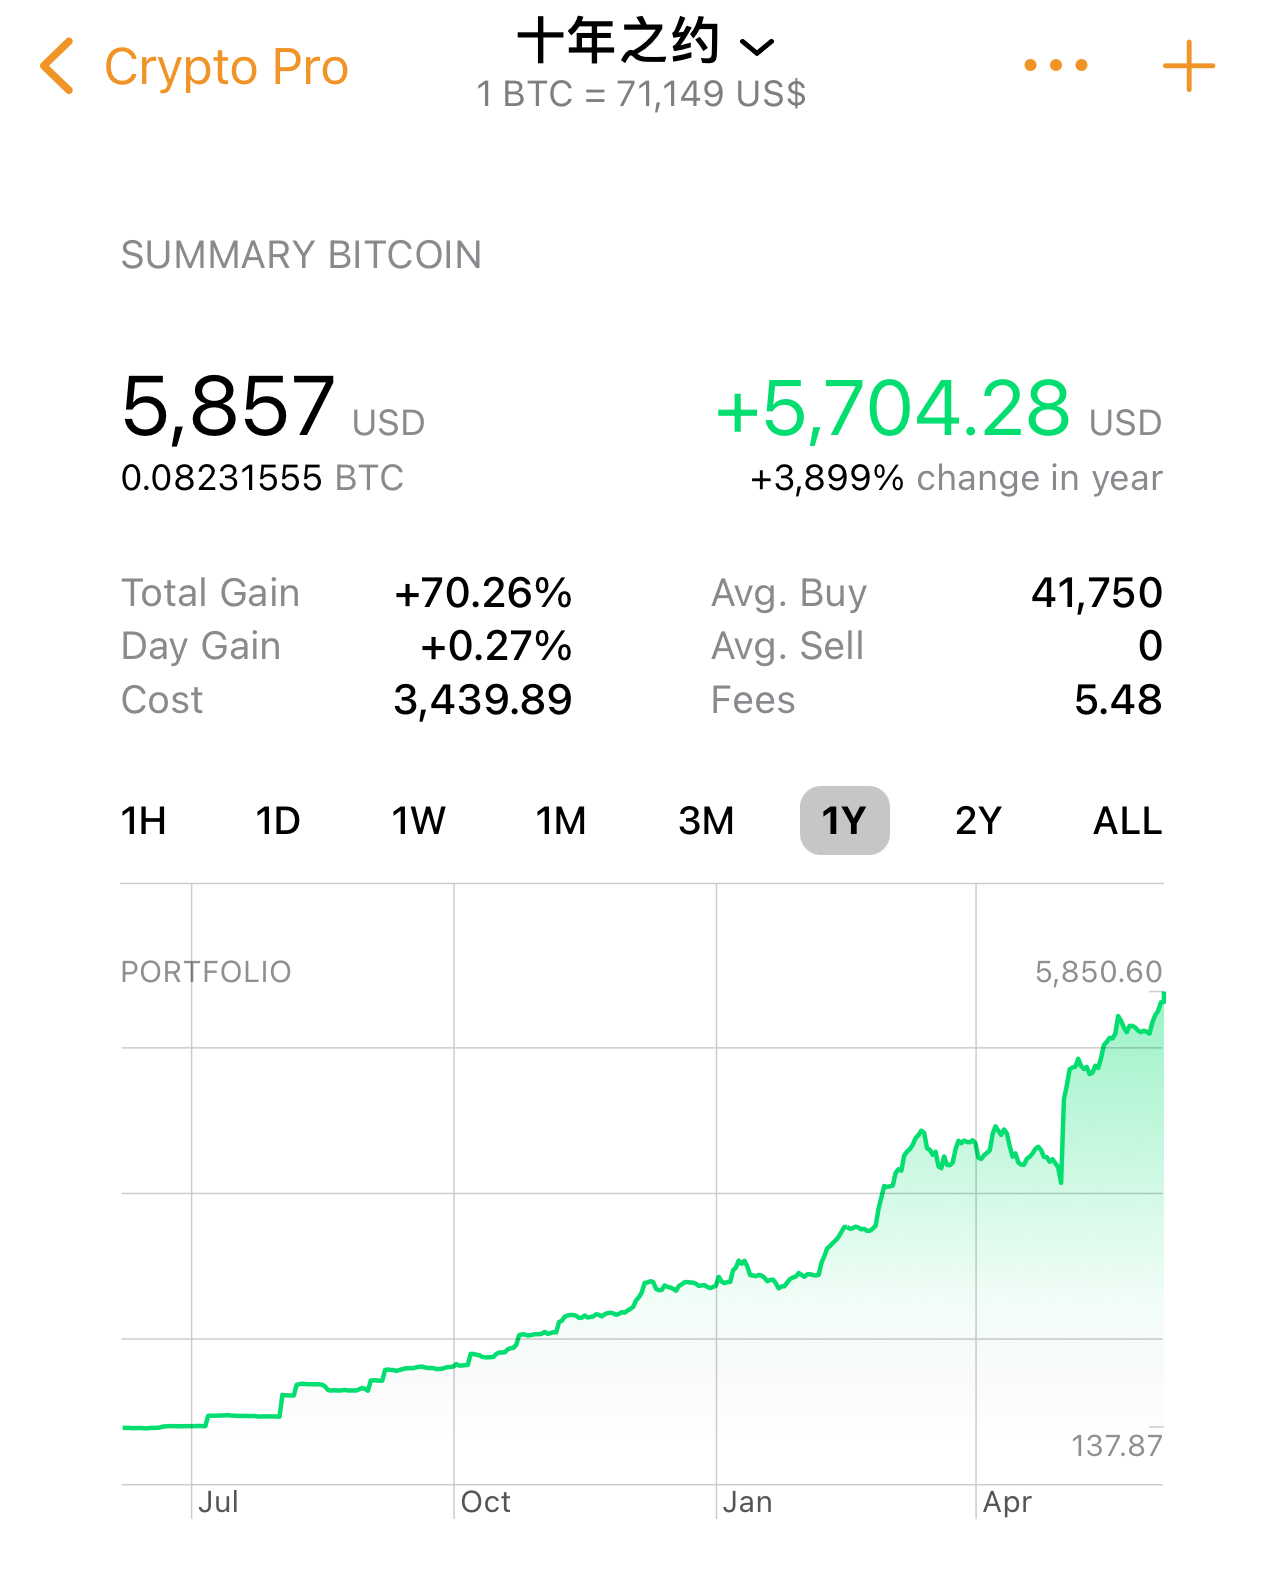 Crypto Pro
十年之约
1 BTC = 71,149 US$
SUMMARY BITCOIN
5,857 USD
+5,704.28 USD
0.08231555 BTC
+3,899% change in year
Total Gain +70.26% Avg. Buy 41,750
Day Gain +0.27% Avg. Sell 0
Cost 3,439.89 Fees 5.48
1H 1D 1W 1M 3M 1Y 2Y ALL
PORTFOLIO 5,850.60
137.87
Jul Oct Jan Apr